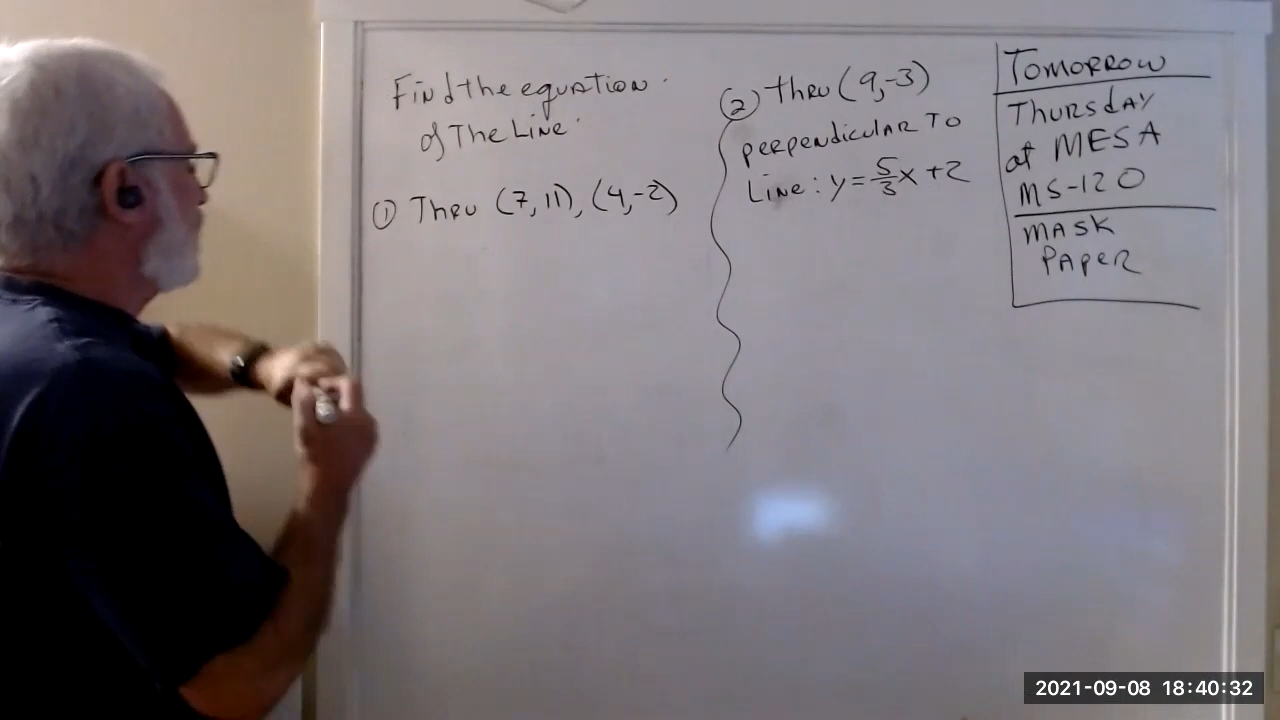 Find the equation
of The Line:
① Thru (7, 11), (4, -2)
② thru (9, -3)
perpendicular To
Line: y = 5/3 x + 2
Tomorrow
Thursday
at MESA
MS-120
MASK
PAPER
2021-09-08 18:40:32